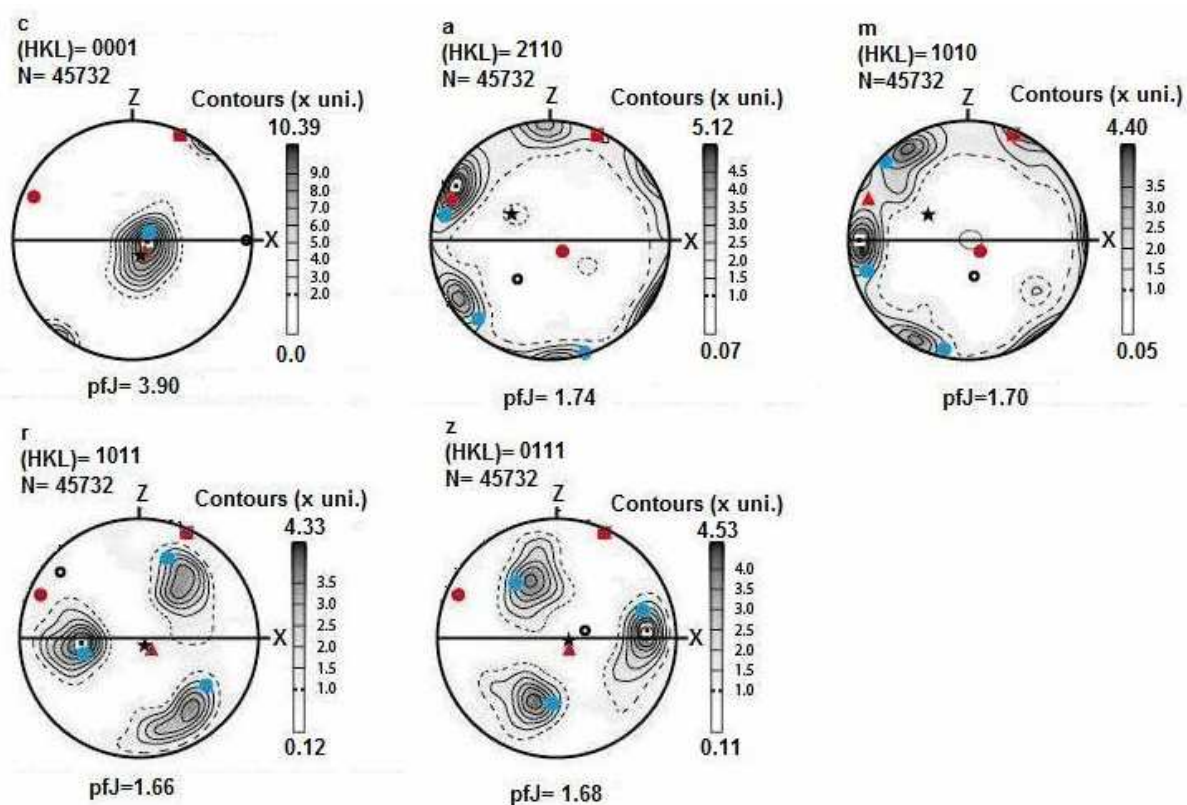 c
(HKL)= 0001
N= 45732
Z
Contours (x uni.)
10.39
9.0
8.0
7.0
6.0
5.0
4.0
3.0
2.0
0.0
X
pfJ= 3.90
a
(HKL)= 2110
N= 45732
Z
Contours (x uni.)
5.12
4.5
4.0
3.5
3.0
2.5
2.0
1.5
1.0
0.07
X
pfJ= 1.74
m
(HKL)= 1010
N=45732
Z
Contours (x uni.)
4.40
3.5
3.0
2.5
2.0
1.5
1.0
0.05
X
pfJ=1.70
r
(HKL)= 1011
N= 45732
Z
Contours (x uni.)
4.33
3.5
3.0
2.5
2.0
1.5
1.0
0.12
X
pfJ=1.66
z
(HKL)= 0111
N= 45732
Z
Contours (x uni.)
4.53
4.0
3.5
3.0
2.5
2.0
1.5
1.0
0.11
X
pfJ= 1.68